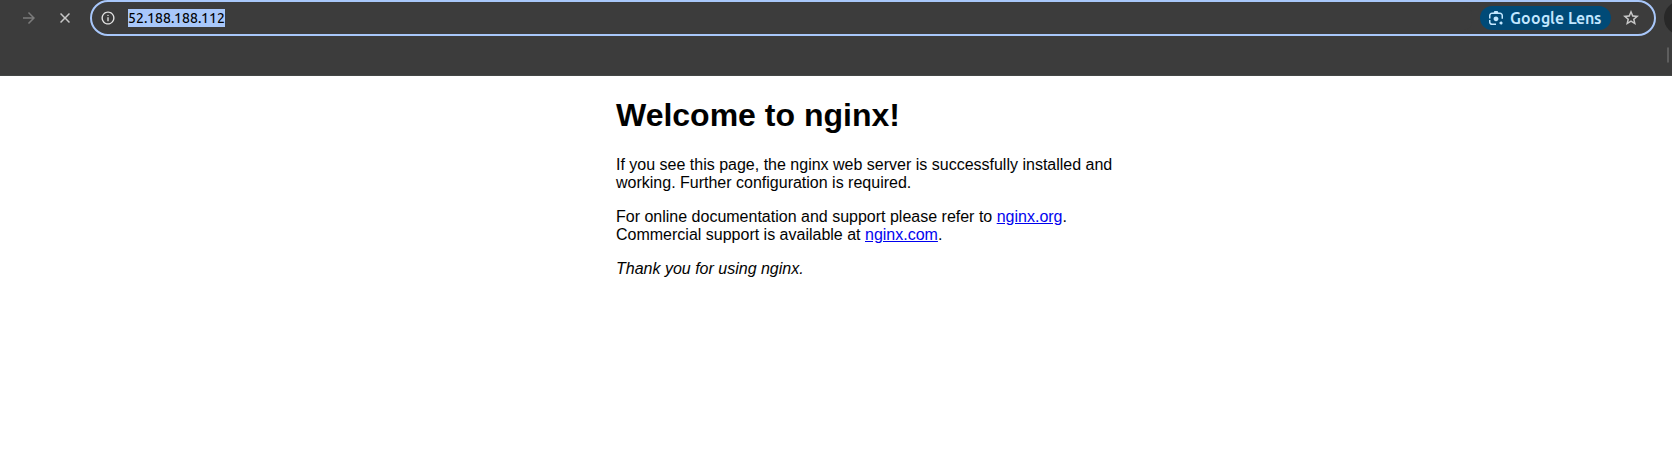 52.188.188.112
Google Lens
Welcome to nginx!
If you see this page, the nginx web server is successfully installed and
working. Further configuration is required.
For online documentation and support please refer to nginx.org.
Commercial support is available at nginx.com.
Thank you for using nginx.